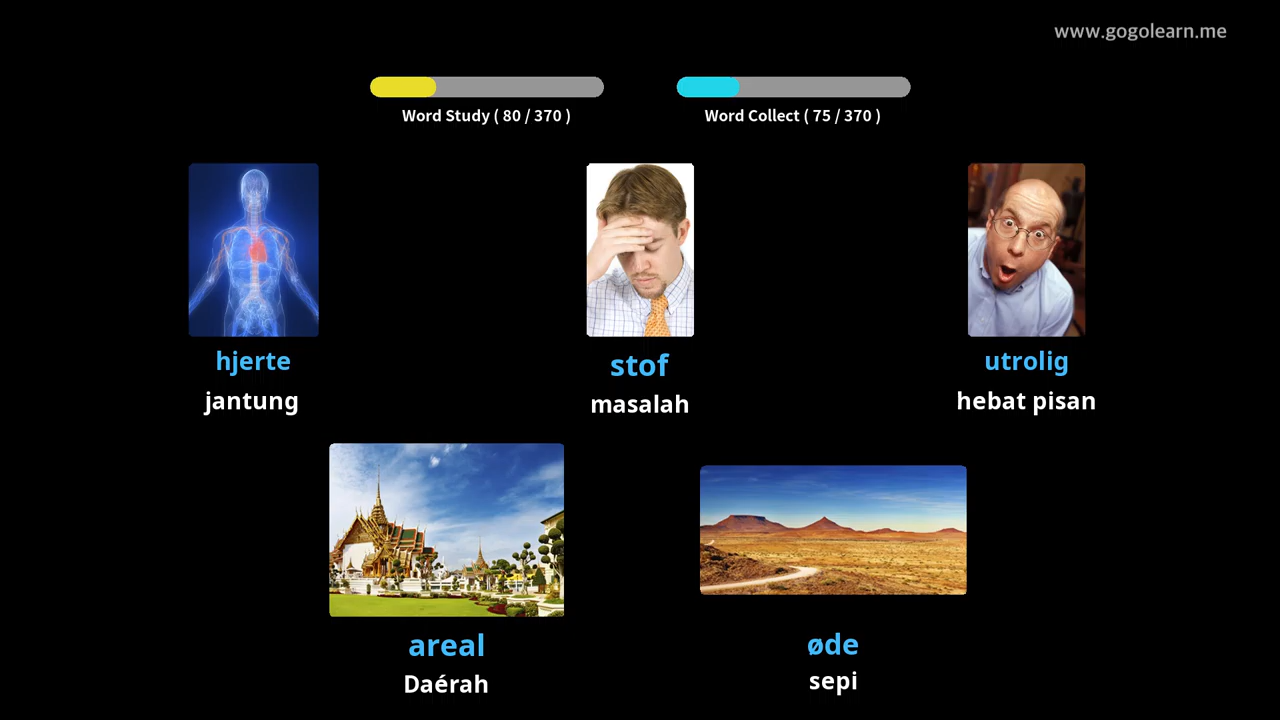 www.gogolearn.me
Word Study ( 80 / 370 )
Word Collect ( 75 / 370 )
hjerte
jantung
stof
masalah
utrolig
hebat pisan
areal
Daérah
øde
sepi